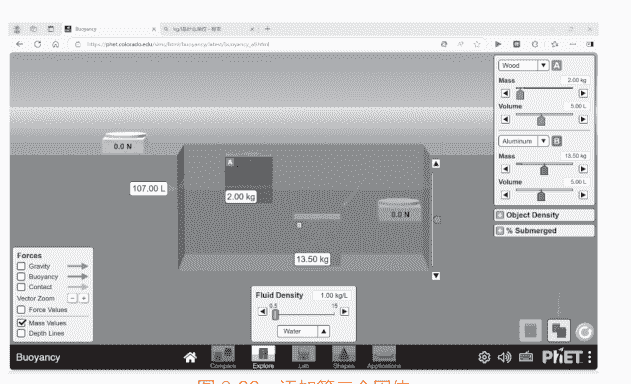 Buoyancy
https://phet.colorado.edu/sims/html/buoyancy/latest/buoyancy_all.html
Wood
A
Mass
2.00 kg
Volume
5.00 L
Aluminum
B
Mass
13.50 kg
Volume
5.00 L
Object Density
% Submerged
0.0 N
107.00 L
A
2.00 kg
0.0 N
B
13.50 kg
Forces
Gravity
Buoyancy
Contact
Vector Zoom
Force Values
Mass Values
Depth Lines
Fluid Density
1.00 kg/L
0.5
15
Water
Buoyancy
Compare
Explore
Lab
Shapes
Applications
PhET